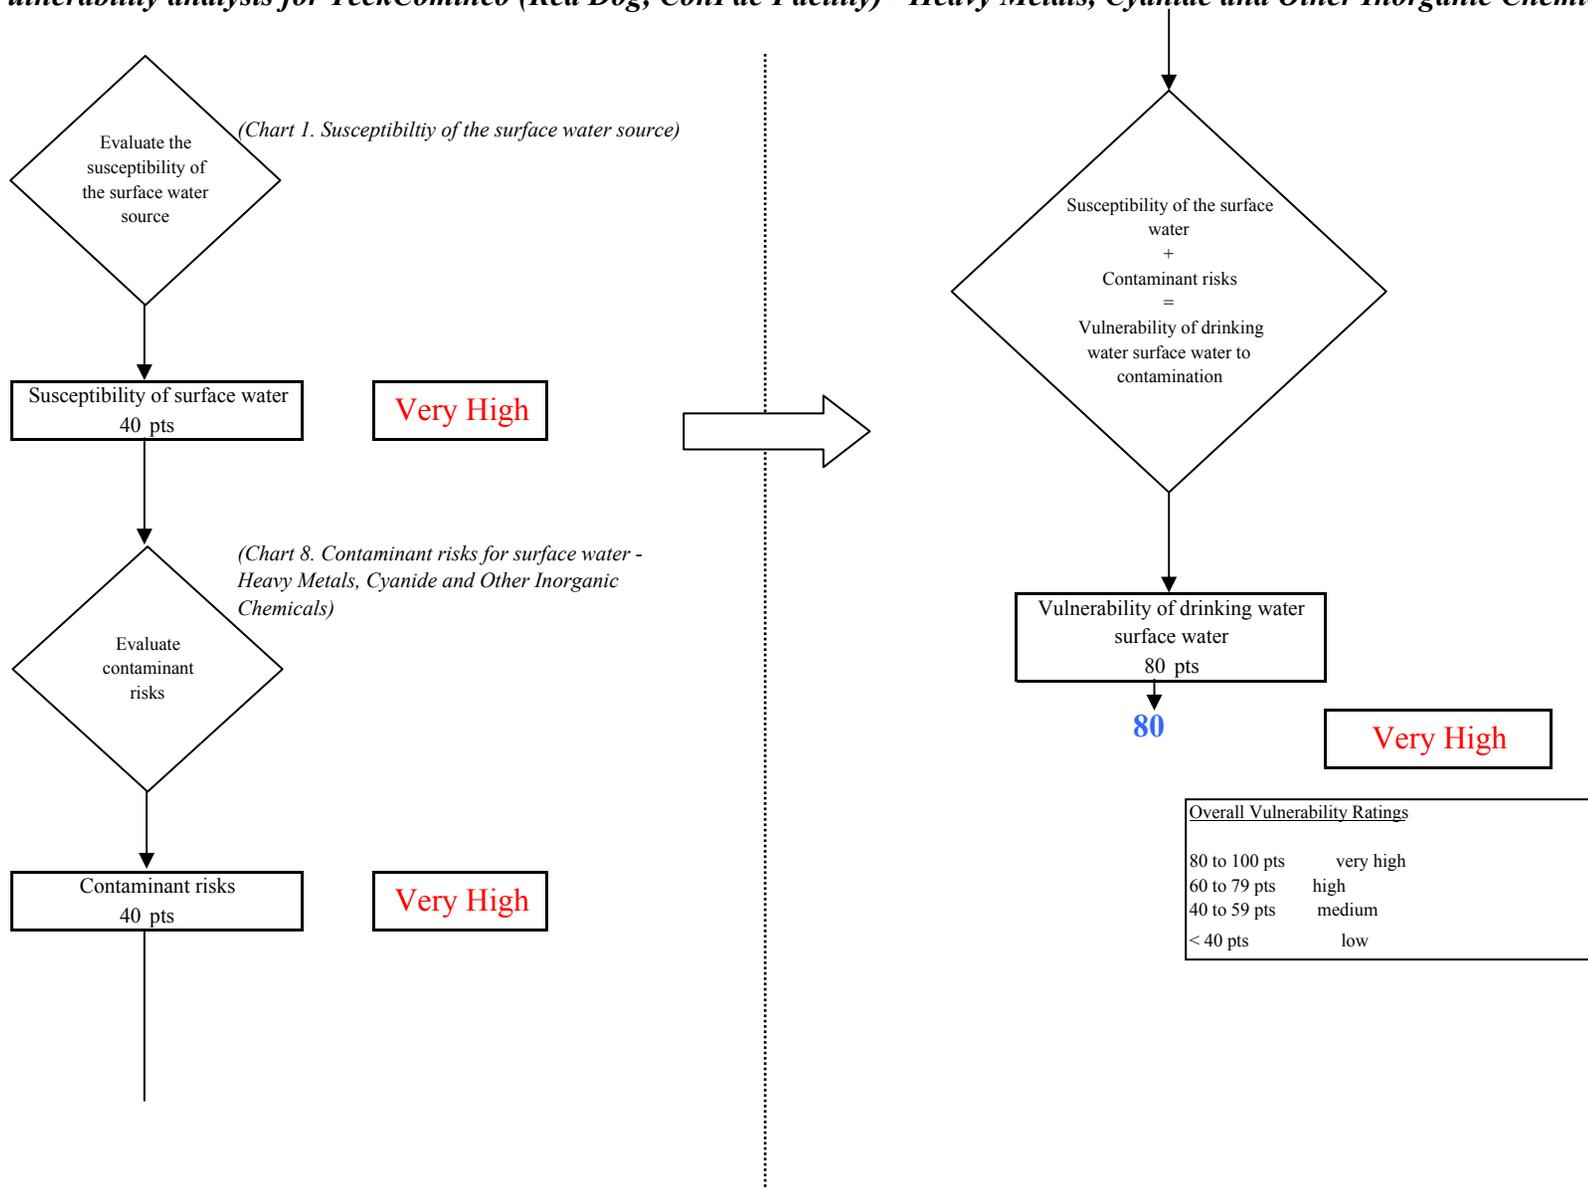 ulnerability analysis for TeckCominco (Red Dog, ConPac Facility) - Heavy Metals, Cyanide and Other Inorganic Chemi
Evaluate the
susceptibility of
the surface water
source
(Chart 1. Susceptibiltiy of the surface water source)
Susceptibility of surface water
40 pts
Very High
(Chart 8. Contaminant risks for surface water -
Heavy Metals, Cyanide and Other Inorganic
Chemicals)
Evaluate
contaminant
risks
Contaminant risks
40 pts
Very High
Susceptibility of the surface
water
+
Contaminant risks
=
Vulnerability of drinking
water surface water to
contamination
Vulnerability of drinking water
surface water
80 pts
80
Very High
Overall Vulnerability Ratings
80 to 100 pts very high
60 to 79 pts high
40 to 59 pts medium
< 40 pts low